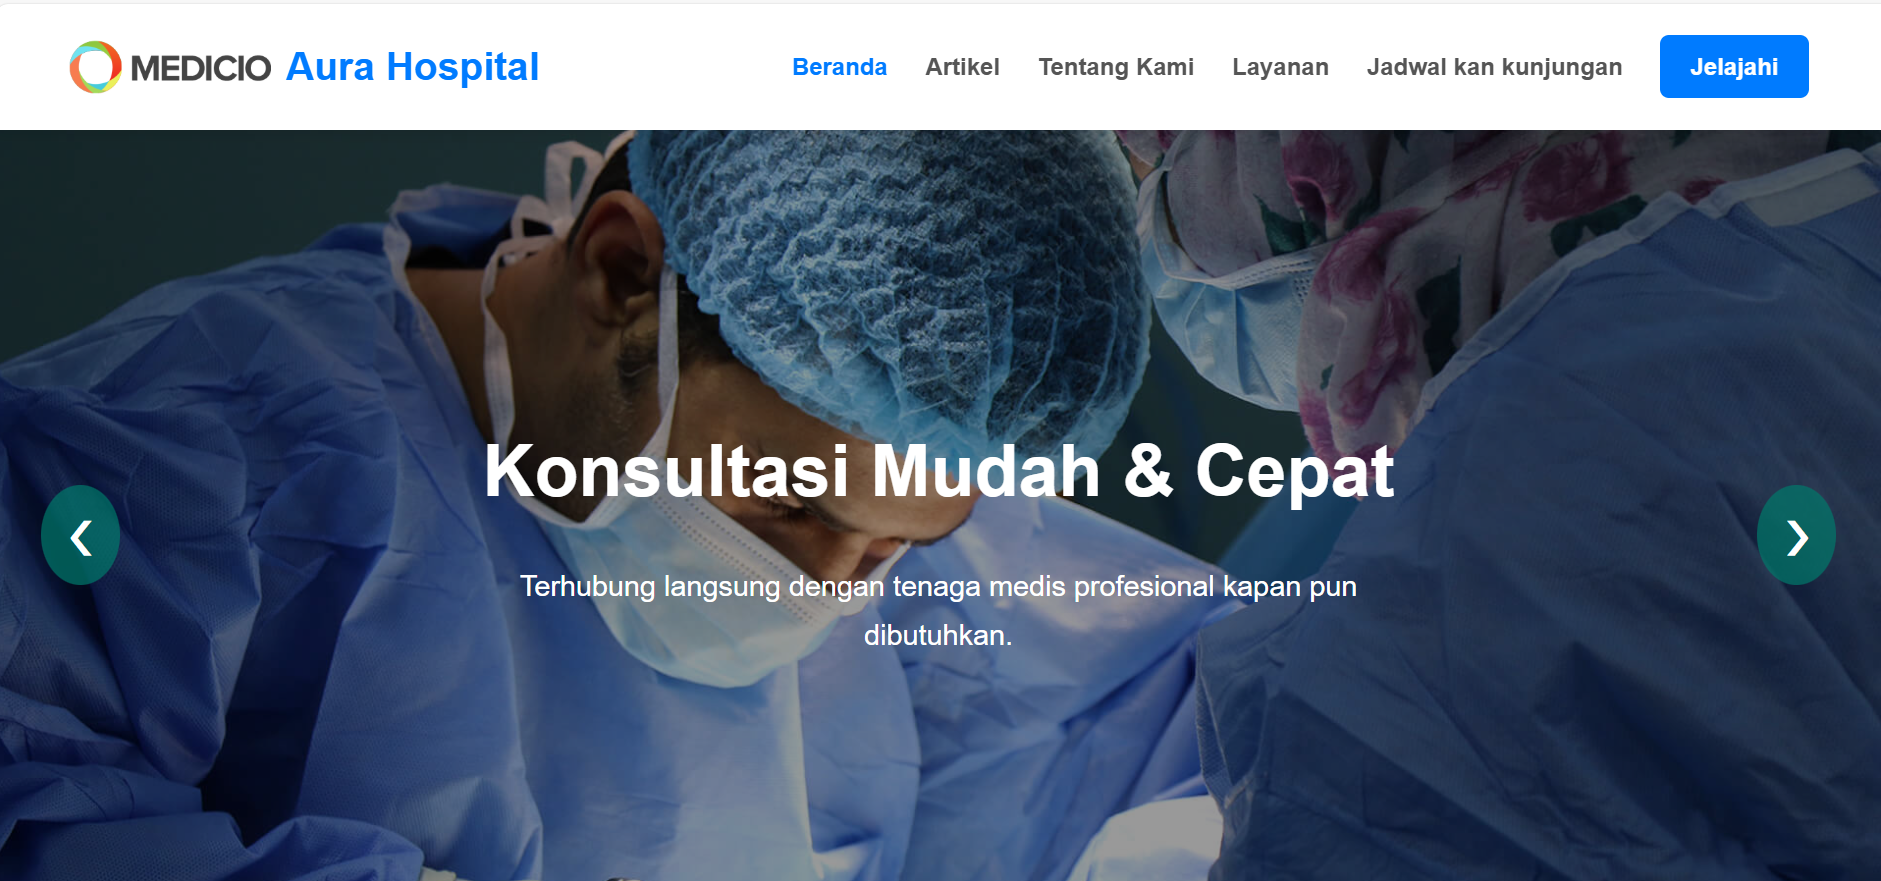 MEDICIO Aura Hospital
Beranda Artikel Tentang Kami Layanan Jadwal kan kunjungan Jelajahi
Konsultasi Mudah & Cepat
Terhubung langsung dengan tenaga medis profesional kapan pun
dibutuhkan.